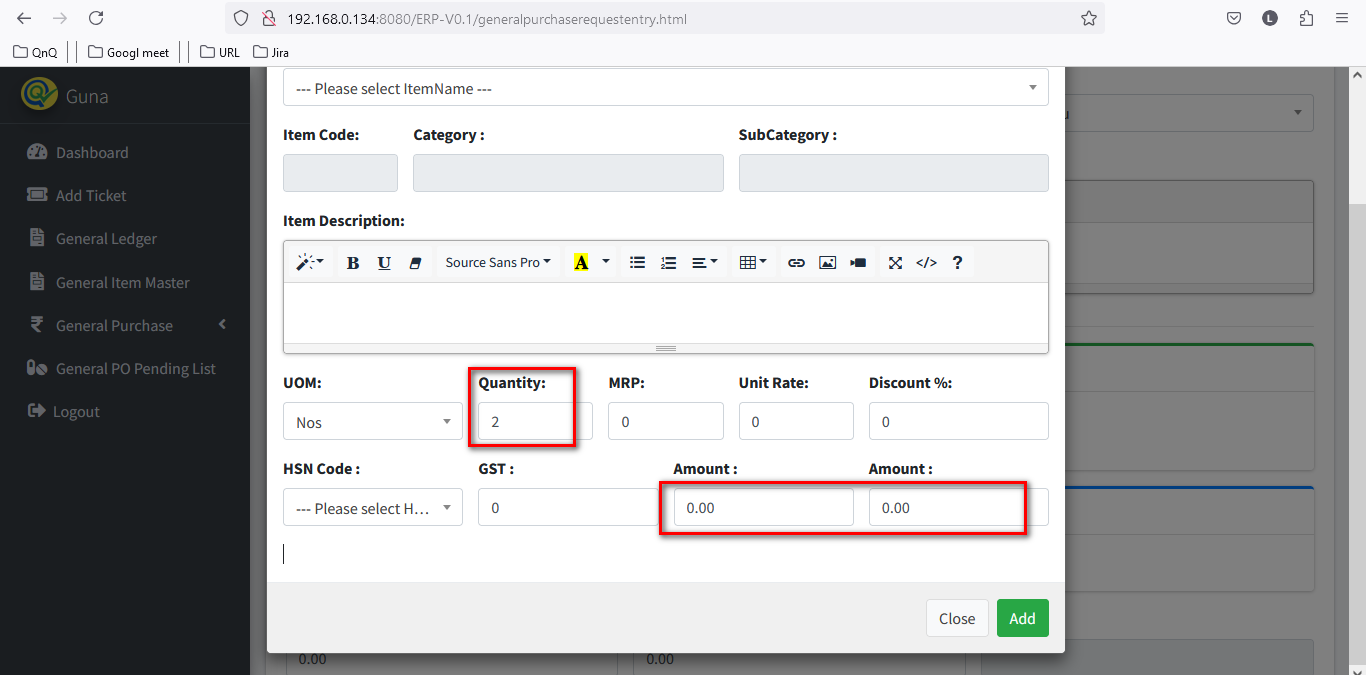 192.168.0.134:8080/ERP-V0.1/generalpurchaserequestentry.html
L
QnQ Googl meet URL Jira
Guna
Dashboard
Add Ticket
General Ledger
General Item Master
General Purchase
General PO Pending List
Logout
--- Please select ItemName ---
Item Code: Category : SubCategory :
Item Description:
B U Source Sans Pro A </> ?
UOM: Quantity: MRP: Unit Rate: Discount %:
Nos 2 0 0 0
HSN Code : GST : Amount : Amount :
--- Please select H... 0 0.00 0.00
Close Add
0.00 0.00